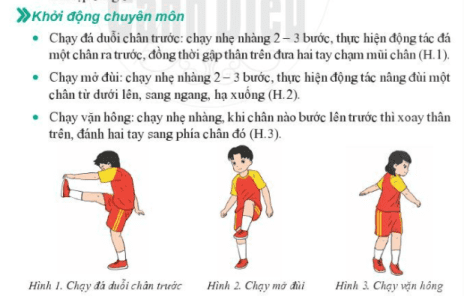 Khởi động chuyên môn
• Chạy đá duỗi chân trước: chạy nhẹ nhàng 2 – 3 bước, thực hiện động tác đá
một chân ra trước, đồng thời gập thân trên đưa hai tay chạm mũi chân (H.1).
• Chạy mở đùi: chạy nhẹ nhàng 2 – 3 bước, thực hiện động tác nâng đùi một
chân từ dưới lên, sang ngang, hạ xuống (H.2).
• Chạy vặn hông: chạy nhẹ nhàng, khi chân nào bước lên trước thì xoay thân
trên, đánh hai tay sang phía chân đó (H.3).
Hình 1. Chạy đá duỗi chân trước
Hình 2. Chạy mở đùi
Hình 3. Chạy vặn hông